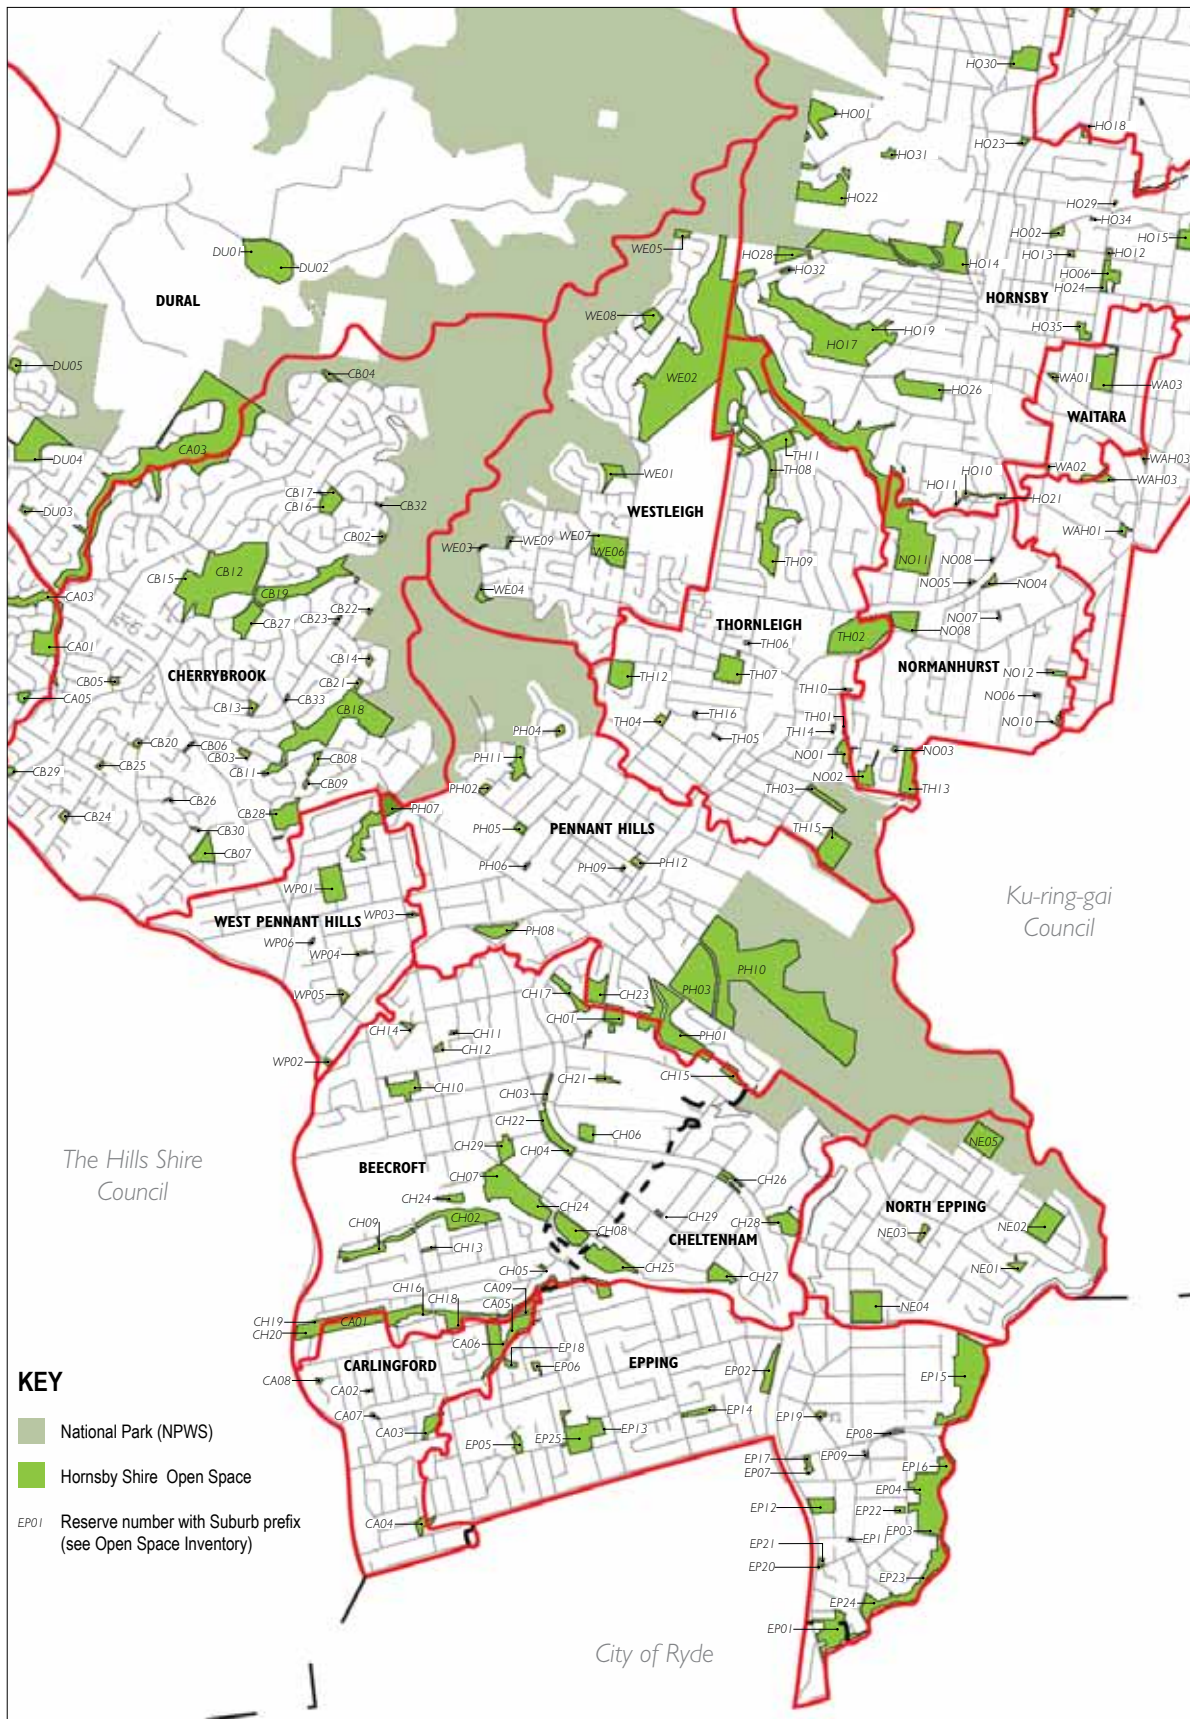 HO30
HO01
HO18
HO23
HO31
HO22
HO29
HO34
HO02
HO15
HO13
HO12
HO06
HO24
HO14
HO28
HO32
WE05
DU01
DU02
DURAL
HORNSBY
WE08
HO19
HO17
HO35
DU05
CB04
WE02
HO26
WA01
WA03
WAITARA
CA03
DU04
TH11
TH08
WE01
HO10
HO11
HO21
WA02
WAH03
WAH03
CB17
CB16
CB32
DU03
WESTLEIGH
CB02
WE03
WE09
WE07
WE06
WAH01
NO11
NO08
CB12
CB15
CB19
TH09
NO05
NO04
CA03
WE04
CB22
CB23
CB27
THORNLEIGH
TH06
TH02
NO07
NO08
CA01
CB14
CHERRYBROOK
NORMANHURST
TH12
TH07
NO12
CB05
CB21
CA05
CB33
CB13
CB18
TH10
NO06
TH16
TH01
TH04
TH14
NO10
PH04
TH05
CB20
CB06
CB03
CB08
PH11
NO01
NO03
CB29
CB25
CB11
NO02
CB09
PH02
TH03
TH13
CB26
CB24
CB28
PH07
CB30
PH05
PENNANT HILLS
TH15
CB07
PH06
PH09
PH12
WP01
WEST PENNANT HILLS
WP03
Ku-ring-gai
Council
PH08
WP06
WP04
PH10
PH03
WP05
CH17
CH23
CH01
CH14
CH11
CH12
PH01
WP02
CH21
CH15
CH10
CH03
CH22
CH06
CH29
CH04
NE05
The Hills Shire
Council
BEECROFT
CH07
CH26
CH24
CH24
CH02
NORTH EPPING
CH29
CH28
CH08
NE03
NE02
CH09
CH13
CHELTENHAM
CH25
CH05
CH27
NE01
CH16
CA09
CH18
CA05
NE04
CH19
CH20
CA01
CA06
EP18
EP06
CARLINGFORD
EPPING
EP02
EP15
KEY
CA08
CA02
CA07
CA03
EP14
EP19
EP13
EP25
EP05
EP08
EP09
EP17
EP07
EP16
EP04
EP12
EP22
CA04
EP03
EP11
EP21
EP20
EP23
EP24
EP01
National Park (NPWS)
Hornsby Shire Open Space
EP01 Reserve number with Suburb prefix
(see Open Space Inventory)
City of Ryde